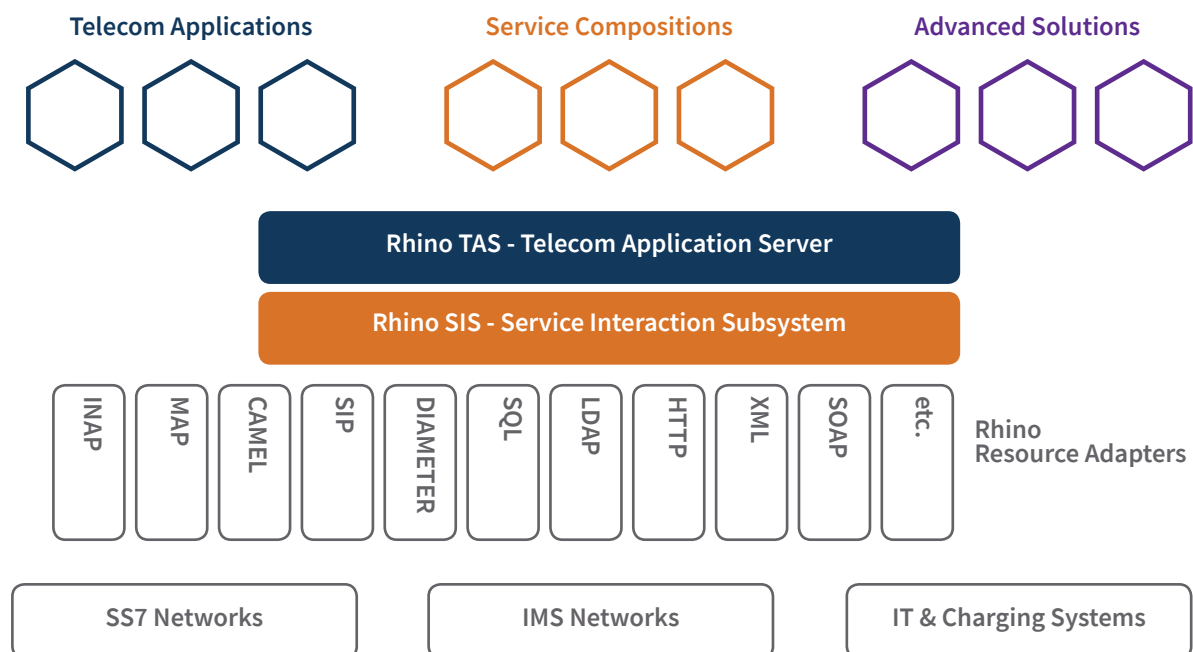 Telecom Applications
Service Compositions
Advanced Solutions
Rhino TAS - Telecom Application Server
Rhino SIS - Service Interaction Subsystem
INAP
MAP
CAMEL
SIP
DIAMETER
SQL
LDAP
HTTP
XML
SOAP
etc.
Rhino
Resource Adapters
SS7 Networks
IMS Networks
IT & Charging Systems